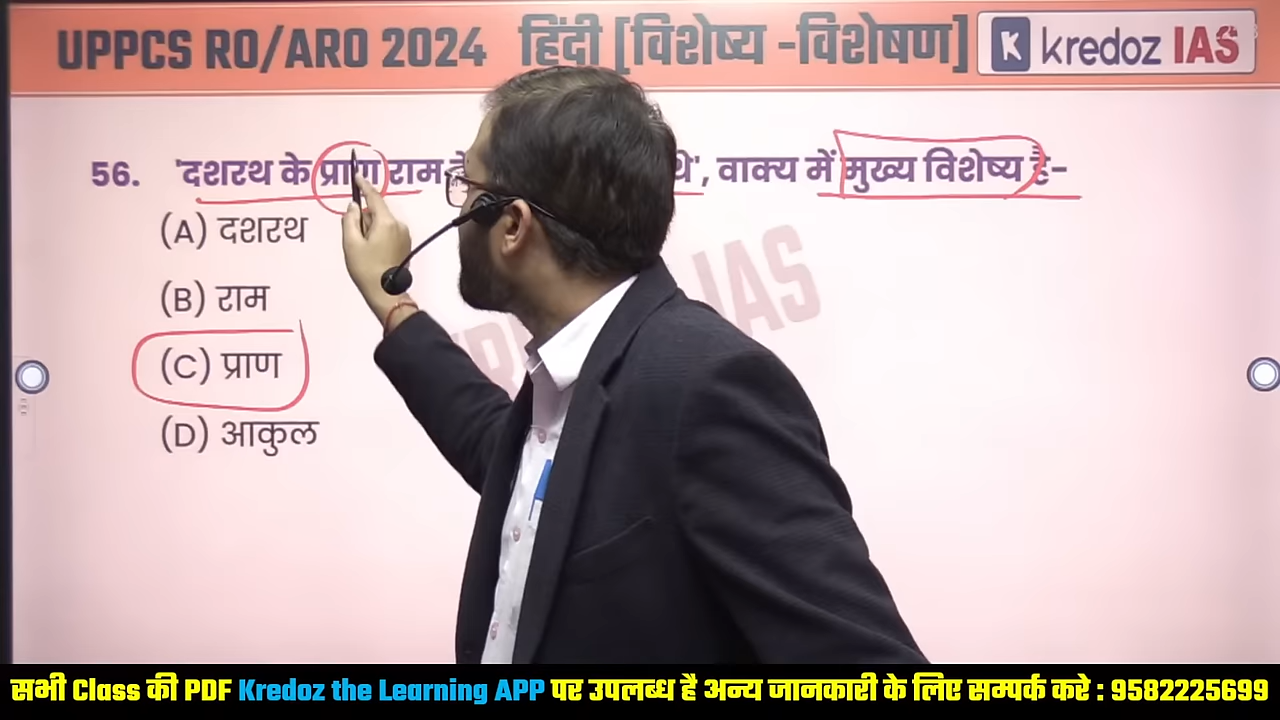 UPPCS RO/ARO 2024 हिंदी [विशेष्य -विशेषण]
K kredoz IAS
56. 'दशरथ के प्राण राम थे', वाक्य में मुख्य विशेष्य है-
(A) दशरथ
(B) राम
(C) प्राण
(D) आकुल
IAS
सभी Class की PDF Kredoz the Learning APP पर उपलब्ध है अन्य जानकारी के लिए सम्पर्क करे : 9582225699